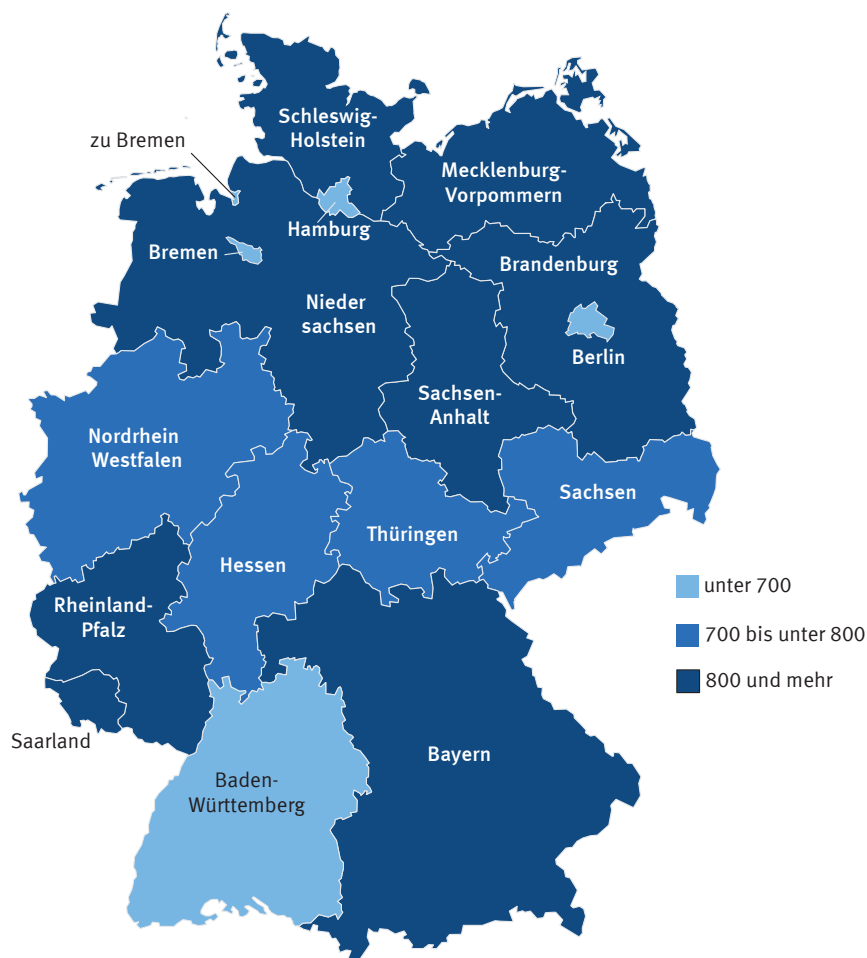 Schleswig-
Holstein
zu Bremen
Mecklenburg-
Vorpommern
Hamburg
Bremen
Brandenburg
Nieder
sachsen
Berlin
Sachsen-
Anhalt
Nordrhein
Westfalen
Sachsen
Thüringen
Hessen
unter 700
Rheinland-
Pfalz
700 bis unter 800
800 und mehr
Saarland
Bayern
Baden-
Württemberg